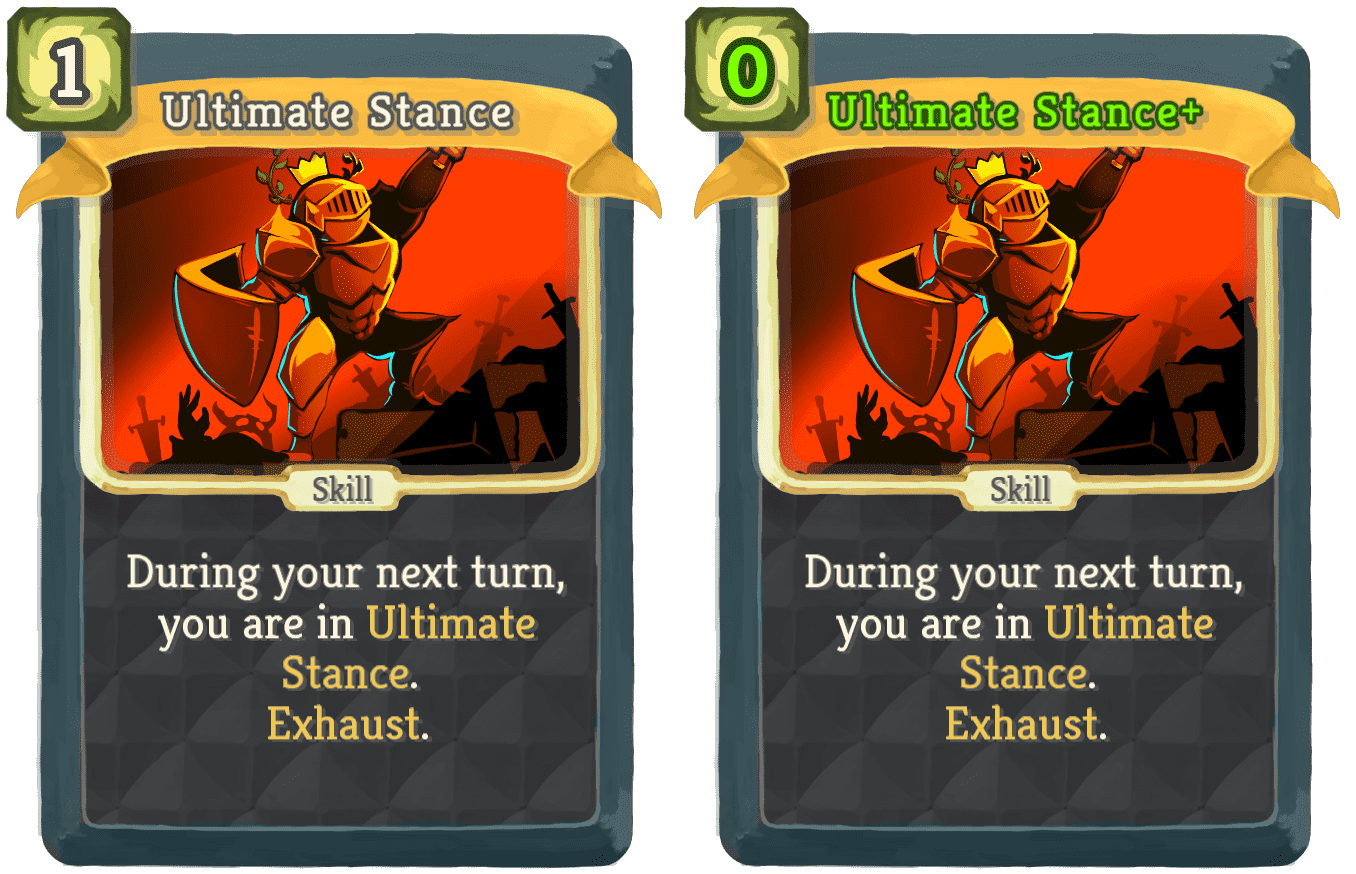 1
Ultimate Stance
Skill
During your next turn,
you are in Ultimate
Stance.
Exhaust.
0
Ultimate Stance+
Skill
During your next turn,
you are in Ultimate
Stance.
Exhaust.